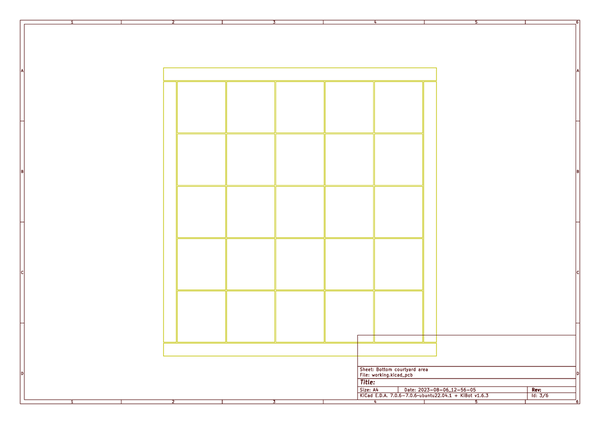 1 2 3 4 5 6
A A
B B
C C
Sheet: Bottom courtyard area
File: working.kicad_pcb
D D
Title:
Size: A4 Date: 2023-08-06_12-56-05 Rev:
KiCad E.D.A. 7.0.6-7.0.6~ubuntu22.04.1 + KiBot v1.6.3 Id: 3/6
1 2 3 4 5 6